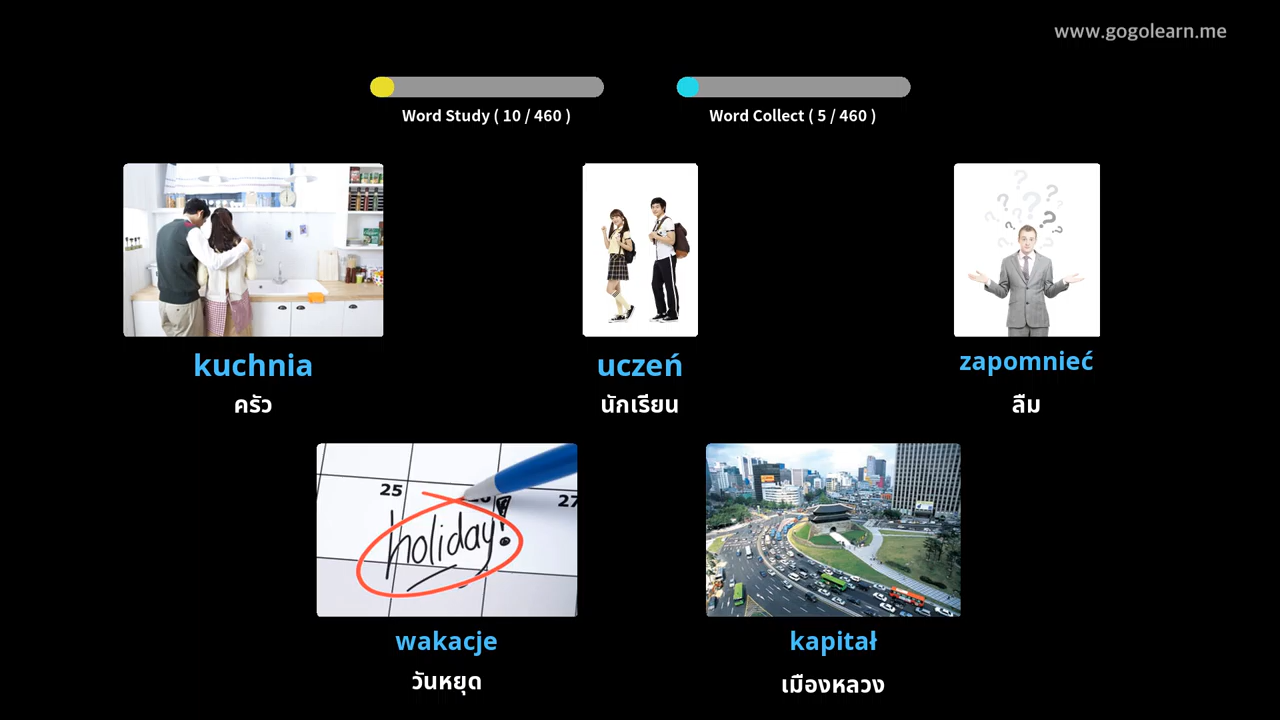 www.gogolearn.me
Word Study ( 10 / 460 )
Word Collect ( 5 / 460 )
kuchnia
uczeń
zapomnieć
ครัว
นักเรียน
ลืม
25
27
holiday!
wakacje
kapitał
วันหยุด
เมืองหลวง